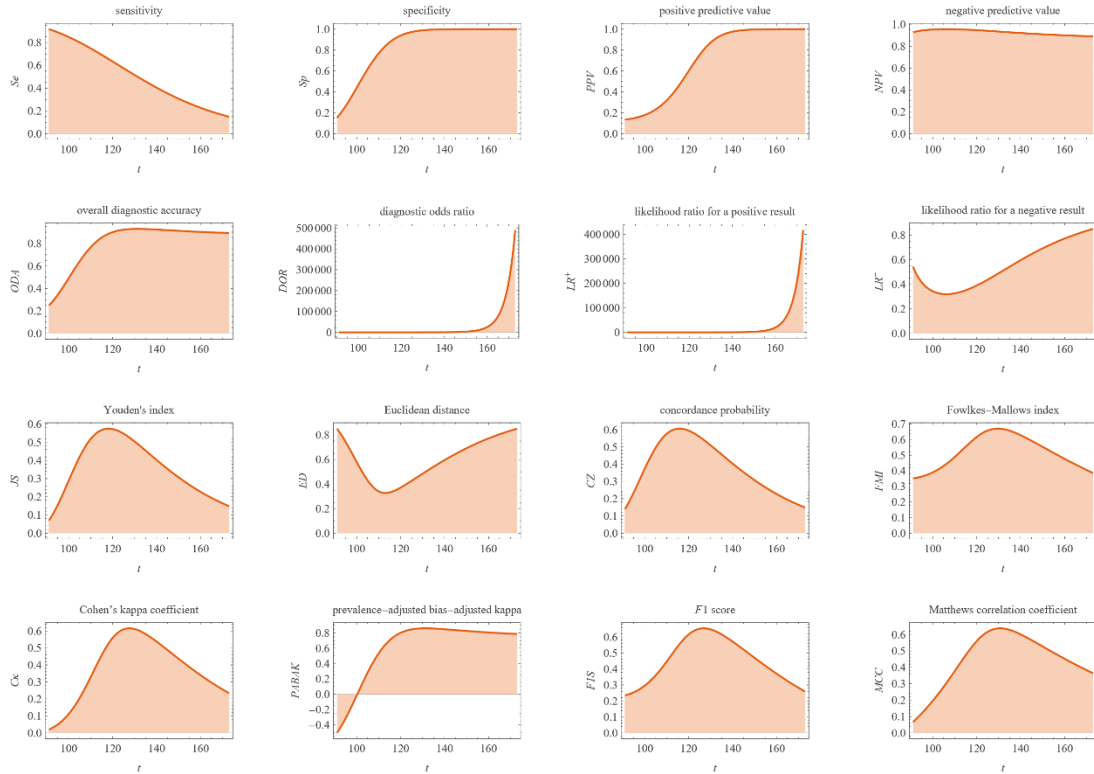 sensitivity
Se
0.8
0.6
0.4
0.2
0.0
100 120 140 160
t
specificity
Sp
1.0
0.8
0.6
0.4
0.2
0.0
100 120 140 160
t
positive predictive value
PPV
1.0
0.8
0.6
0.4
0.2
0.0
100 120 140 160
t
negative predictive value
NPV
1.0
0.8
0.6
0.4
0.2
0.0
100 120 140 160
t
overall diagnostic accuracy
ODA
0.8
0.6
0.4
0.2
0.0
100 120 140 160
t
diagnostic odds ratio
DOR
500 000
400 000
300 000
200 000
100 000
0
100 120 140 160
t
likelihood ratio for a positive result
LR+
400 000
300 000
200 000
100 000
0
100 120 140 160
t
likelihood ratio for a negative result
LR−
0.8
0.6
0.4
0.2
0.0
100 120 140 160
t
Youden's index
JS
0.6
0.5
0.4
0.3
0.2
0.1
0.0
100 120 140 160
t
Euclidean distance
ED
0.8
0.6
0.4
0.2
0.0
100 120 140 160
t
concordance probability
CZ
0.6
0.5
0.4
0.3
0.2
0.1
0.0
100 120 140 160
t
Fowlkes−Mallows index
FMI
0.7
0.6
0.5
0.4
0.3
0.2
0.1
0.0
100 120 140 160
t
Cohen's kappa coefficient
Cκ
0.6
0.5
0.4
0.3
0.2
0.1
0.0
100 120 140 160
t
prevalence−adjusted bias−adjusted kappa
PABAK
0.8
0.6
0.4
0.2
0.0
−0.2
−0.4
100 120 140 160
t
F1 score
F1S
0.6
0.5
0.4
0.3
0.2
0.1
0.0
100 120 140 160
t
Matthews correlation coefficient
MCC
0.6
0.5
0.4
0.3
0.2
0.1
0.0
100 120 140 160
t